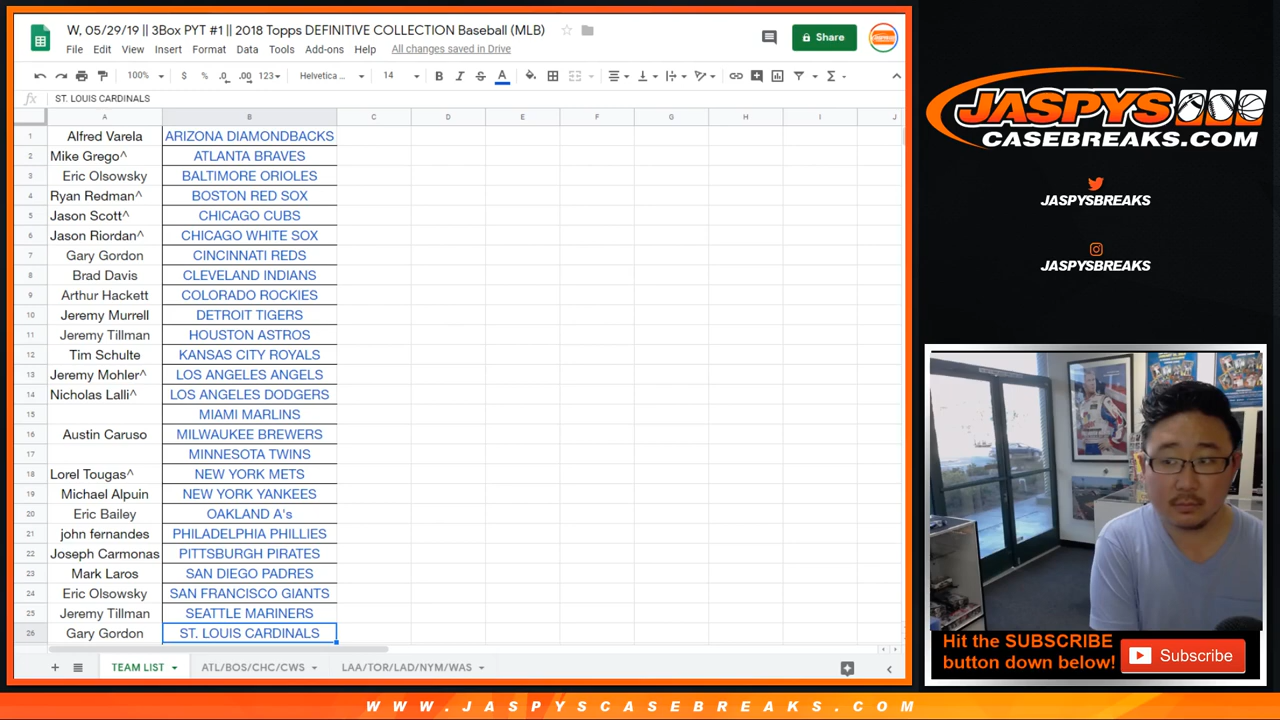 W, 05/29/19 || 3Box PYT #1 || 2018 Topps DEFINITIVE COLLECTION Baseball (MLB)
File Edit View Insert Format Data Tools Add-ons Help All changes saved in Drive
Share
100% $ % .0 .00 123 Helvetica ... 14 B I S A
fx ST. LOUIS CARDINALS
A B C D E F G H I J
1 Alfred Varela ARIZONA DIAMONDBACKS
2 Mike Grego^ ATLANTA BRAVES
3 Eric Olsowsky BALTIMORE ORIOLES
4 Ryan Redman^ BOSTON RED SOX
5 Jason Scott^ CHICAGO CUBS
6 Jason Riordan^ CHICAGO WHITE SOX
7 Gary Gordon CINCINNATI REDS
8 Brad Davis CLEVELAND INDIANS
9 Arthur Hackett COLORADO ROCKIES
10 Jeremy Murrell DETROIT TIGERS
11 Jeremy Tillman HOUSTON ASTROS
12 Tim Schulte KANSAS CITY ROYALS
13 Jeremy Mohler^ LOS ANGELES ANGELS
14 Nicholas Lalli^ LOS ANGELES DODGERS
15 MIAMI MARLINS
16 Austin Caruso MILWAUKEE BREWERS
17 MINNESOTA TWINS
18 Lorel Tougas^ NEW YORK METS
19 Michael Alpuin NEW YORK YANKEES
20 Eric Bailey OAKLAND A's
21 john fernandes PHILADELPHIA PHILLIES
22 Joseph Carmonas PITTSBURGH PIRATES
23 Mark Laros SAN DIEGO PADRES
24 Eric Olsowsky SAN FRANCISCO GIANTS
25 Jeremy Tillman SEATTLE MARINERS
26 Gary Gordon ST. LOUIS CARDINALS
TEAM LIST ATL/BOS/CHC/CWS LAA/TOR/LAD/NYM/WAS
JASPYS
CASEBREAKS.COM
JASPYSBREAKS
JASPYSBREAKS
Hit the SUBSCRIBE
button down below!
Subscribe
WWW.JASPYSCASEBREAKS.COM